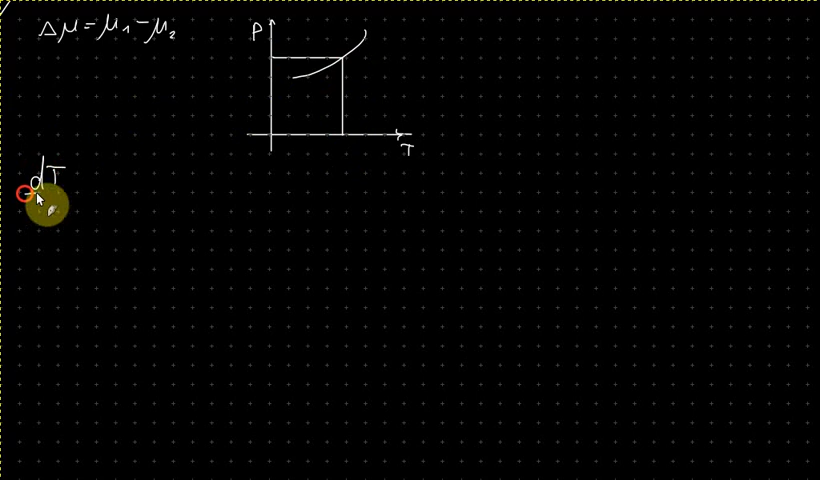 Δμ = μ₁ - μ₂
P
T
dT